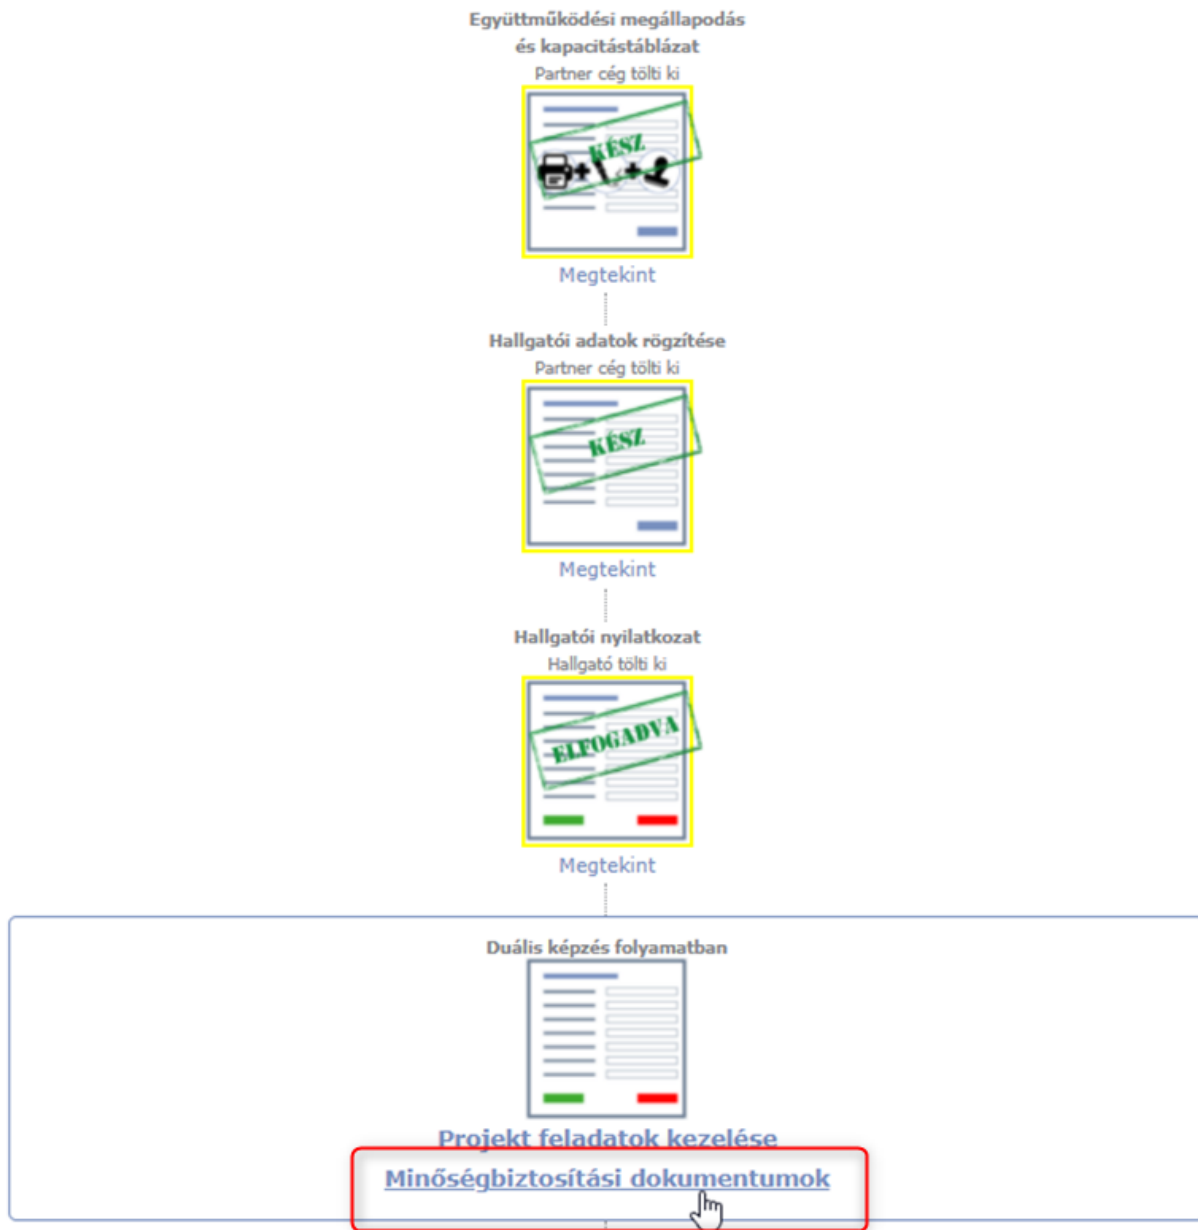 Együttműködési megállapodás
és kapacitástáblázat
Partner cég tölti ki
KÉSZ
Megtekint
Hallgatói adatok rögzítése
Partner cég tölti ki
KÉSZ
Megtekint
Hallgatói nyilatkozat
Hallgató tölti ki
ELFOGADVA
Megtekint
Duális képzés folyamatban
Projekt feladatok kezelése
Minőségbiztosítási dokumentumok